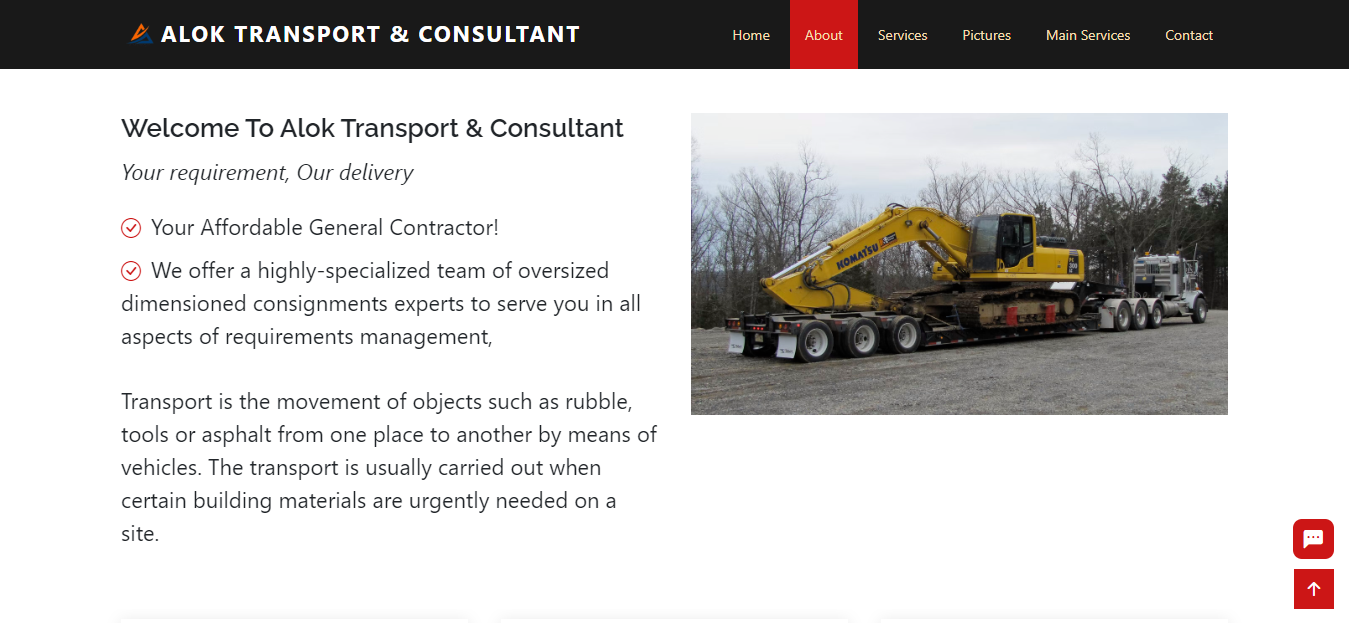 ALOK TRANSPORT & CONSULTANT
Home About Services Pictures Main Services Contact
Welcome To Alok Transport & Consultant
Your requirement, Our delivery
Your Affordable General Contractor!
We offer a highly-specialized team of oversized
dimensioned consignments experts to serve you in all
aspects of requirements management,
Transport is the movement of objects such as rubble,
tools or asphalt from one place to another by means of
vehicles. The transport is usually carried out when
certain building materials are urgently needed on a
site.
KOMATSU